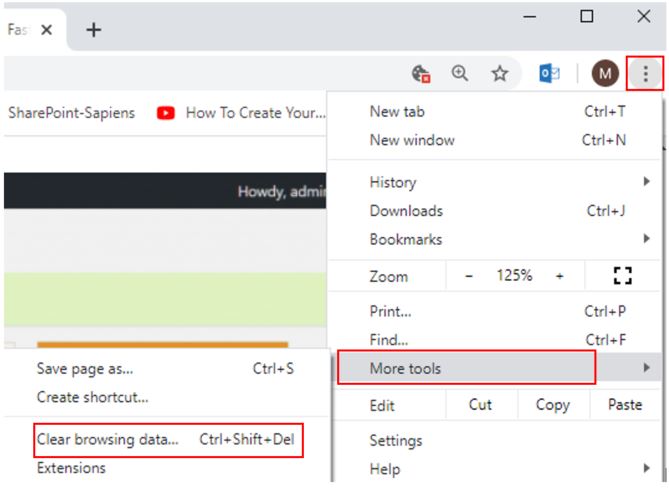 Fas
M
SharePoint-Sapiens How To Create Your...
New tab Ctrl+T
New window Ctrl+N
Howdy, admin
History
Downloads Ctrl+J
Bookmarks
Zoom - 125% +
Print... Ctrl+P
Find... Ctrl+F
More tools
Save page as... Ctrl+S
Create shortcut...
Edit Cut Copy Paste
Clear browsing data... Ctrl+Shift+Del
Settings
Extensions
Help